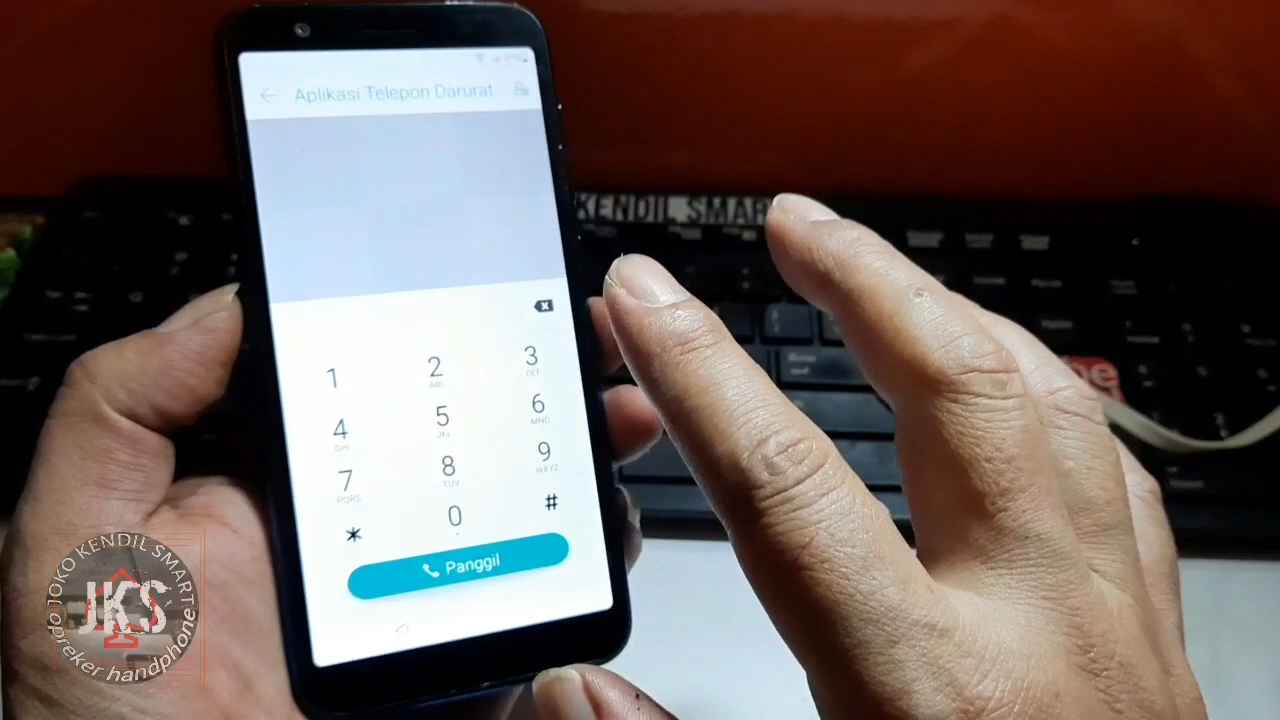 Aplikasi Telepon Darurat
KENDIL SMAR
1
2
ABC
3
DEF
4
GHI
5
JKL
6
MNO
7
PQRS
8
TUV
9
WXYZ
*
0
#
Panggil
JOKO KENDIL SMART
JKS
opreker handphone